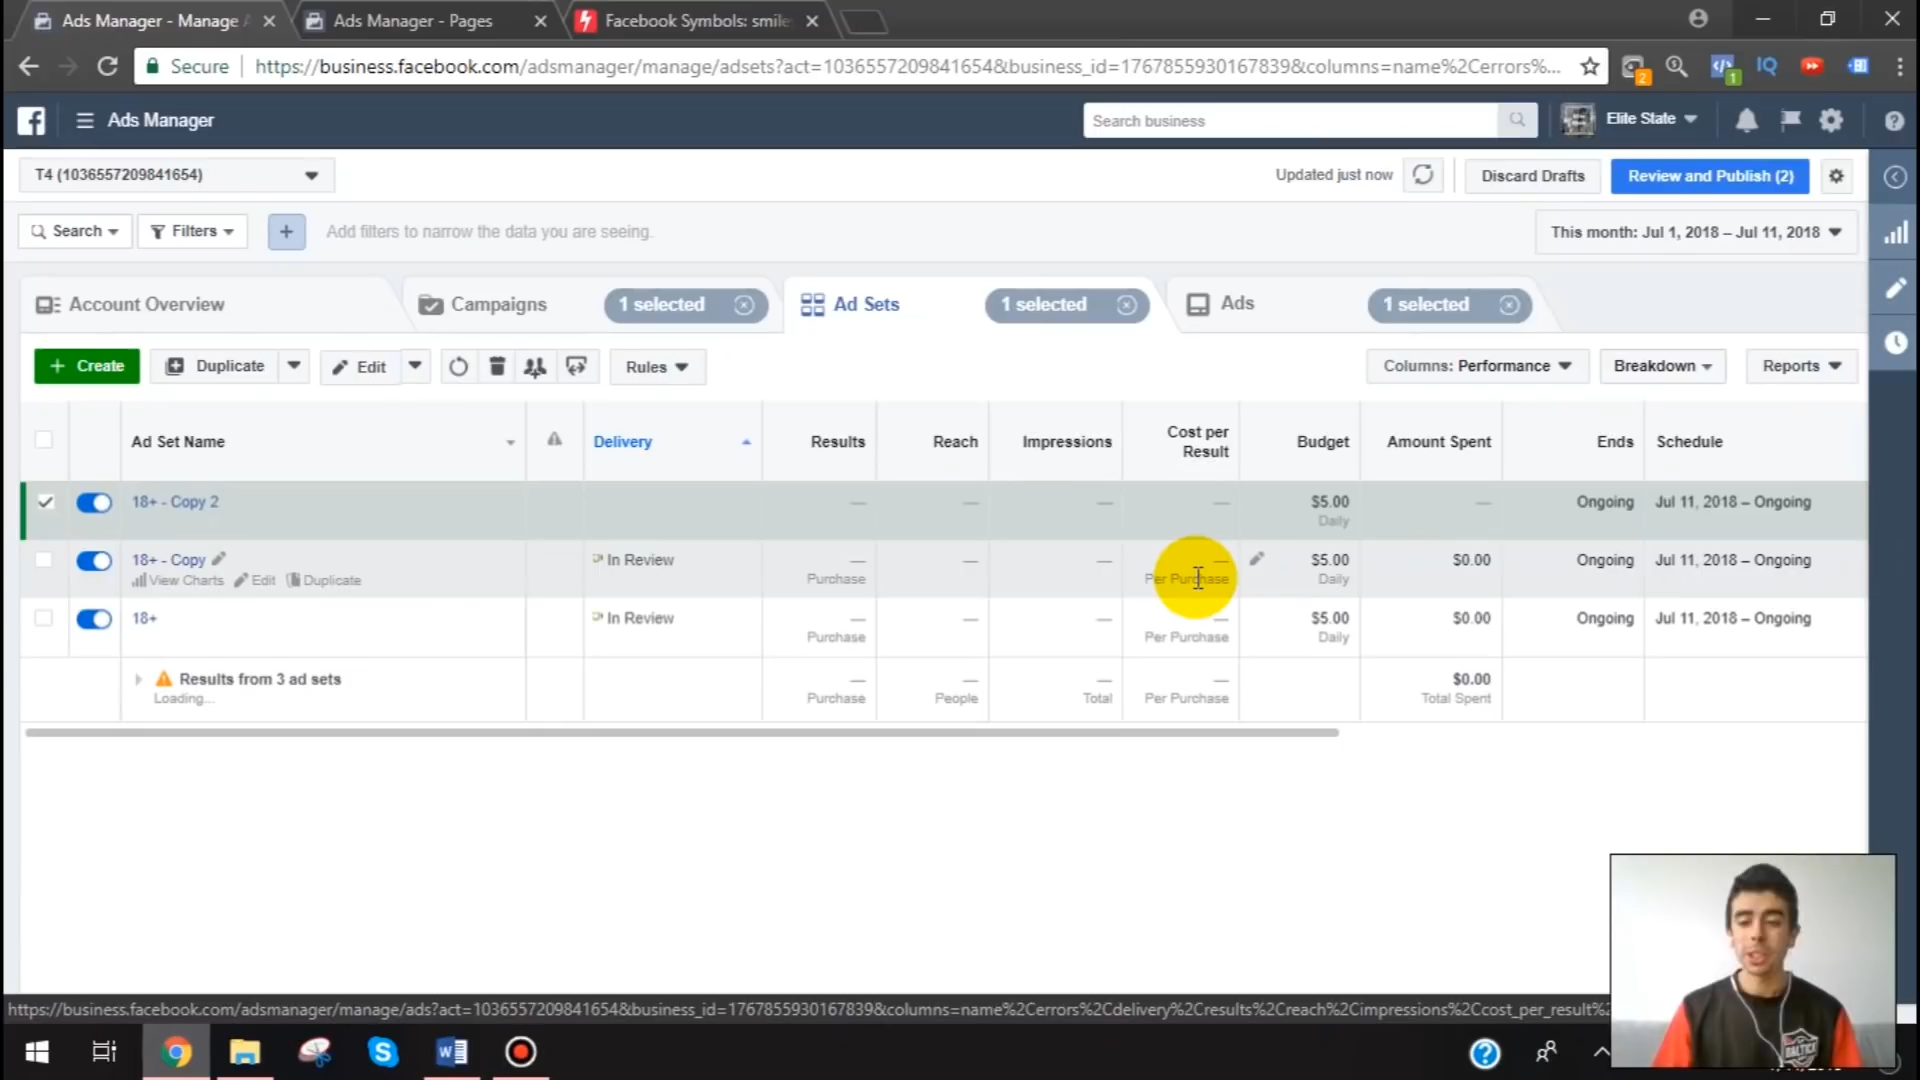 Ads Manager - Manage A
Ads Manager - Pages
Facebook Symbols: smile
Secure
https://business.facebook.com/adsmanager/manage/adsets?act=1036557209841654&business_id=1767855930167839&columns=name%2Cerrors%...
2
1
IQ
Ads Manager
Search business
Elite State
T4 (1036557209841654)
Updated just now
Discard Drafts
Review and Publish (2)
Search
Filters
Add filters to narrow the data you are seeing.
This month: Jul 1, 2018 – Jul 11, 2018
Account Overview
Campaigns
1 selected
Ad Sets
1 selected
Ads
1 selected
+ Create
Duplicate
Edit
Rules
Columns: Performance
Breakdown
Reports
Ad Set Name
Delivery
Results
Reach
Impressions
Cost per
Result
Budget
Amount Spent
Ends
Schedule
18+ - Copy 2
—
—
—
—
$5.00
Daily
—
Ongoing
Jul 11, 2018 – Ongoing
18+ - Copy
View Charts
Edit
Duplicate
In Review
—
Purchase
—
—
—
Per Purchase
$5.00
Daily
$0.00
Ongoing
Jul 11, 2018 – Ongoing
18+
In Review
—
Purchase
—
—
—
Per Purchase
$5.00
Daily
$0.00
Ongoing
Jul 11, 2018 – Ongoing
Results from 3 ad sets
Loading...
—
Purchase
—
People
—
Total
—
Per Purchase
$0.00
Total Spent
https://business.facebook.com/adsmanager/manage/ads?act=1036557209841654&business_id=1767855930167839&columns=name%2Cerrors%2Cdelivery%2Cresults%2Creach%2Cimpressions%2Ccost_per_result%2
BALTICK